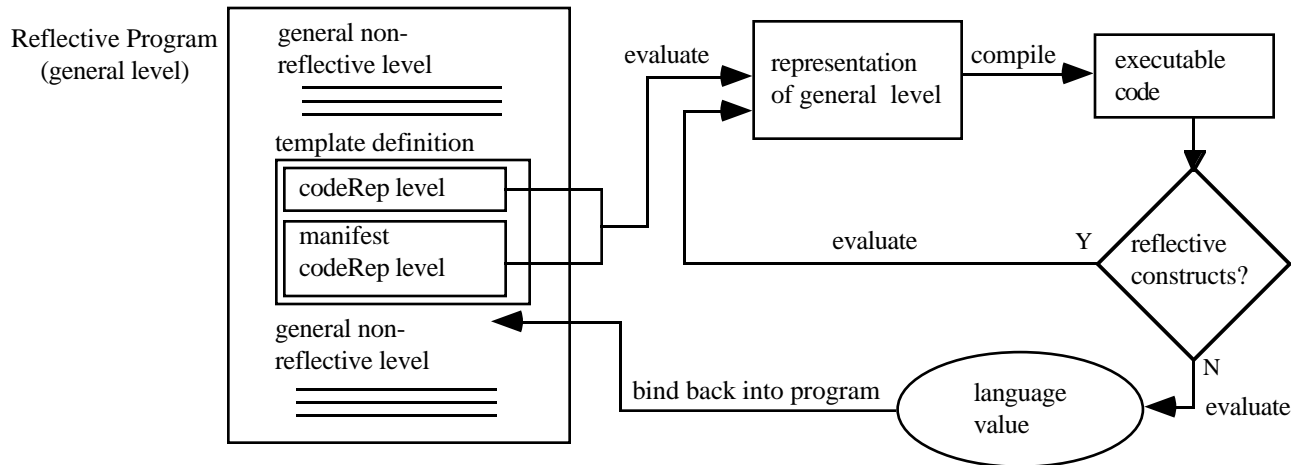 Reflective Program
(general level)
general non-
reflective level
template definition
codeRep level
manifest
codeRep level
general non-
reflective level
evaluate
representation
of general level
compile
executable
code
evaluate
Y
reflective
constructs?
N
evaluate
language
value
bind back into program